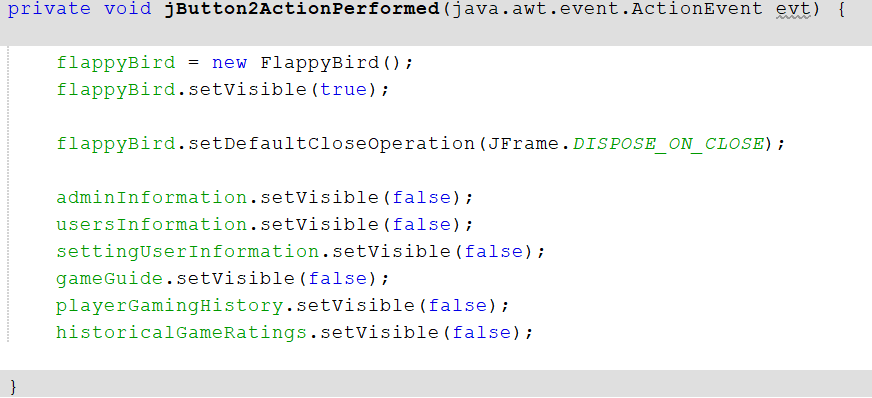 private void jButton2ActionPerformed(java.awt.event.ActionEvent evt) {
flappyBird = new FlappyBird();
flappyBird.setVisible(true);
flappyBird.setDefaultCloseOperation(JFrame.DISPOSE_ON_CLOSE);
adminInformation.setVisible(false);
usersInformation.setVisible(false);
settingUserInformation.setVisible(false);
gameGuide.setVisible(false);
playerGamingHistory.setVisible(false);
historicalGameRatings.setVisible(false);
}